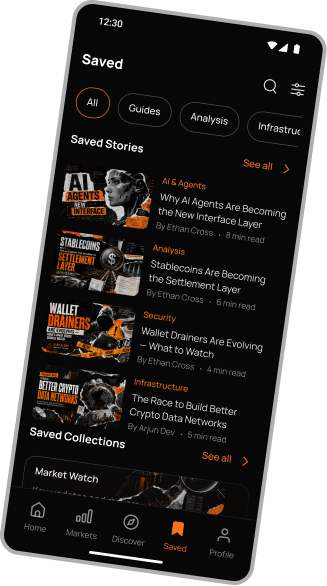 12:30
Saved
All
Guides
Analysis
Infrastruc
Saved Stories
See all
AI
AGENTS
NEW
INTERFACE
AI & Agents
Why AI Agents Are Becoming
the New Interface Layer
By Ethan Cross • 8 min read
STABLECOINS
SETTLEMENT
LAYER
Analysis
Stablecoins Are Becoming
the Settlement Layer
By Ethan Cross • 6 min read
WALLET
DRAINERS
Security
Wallet Drainers Are Evolving
— What to Watch
By Ethan Cross • 4 min read
BETTER CRYPTO
DATA NETWORKS
Infrastructure
The Race to Build Better
Crypto Data Networks
By Arjun Dev • 5 min read
Saved Collections
See all
Market Watch
Home
Markets
Discover
Saved
Profile